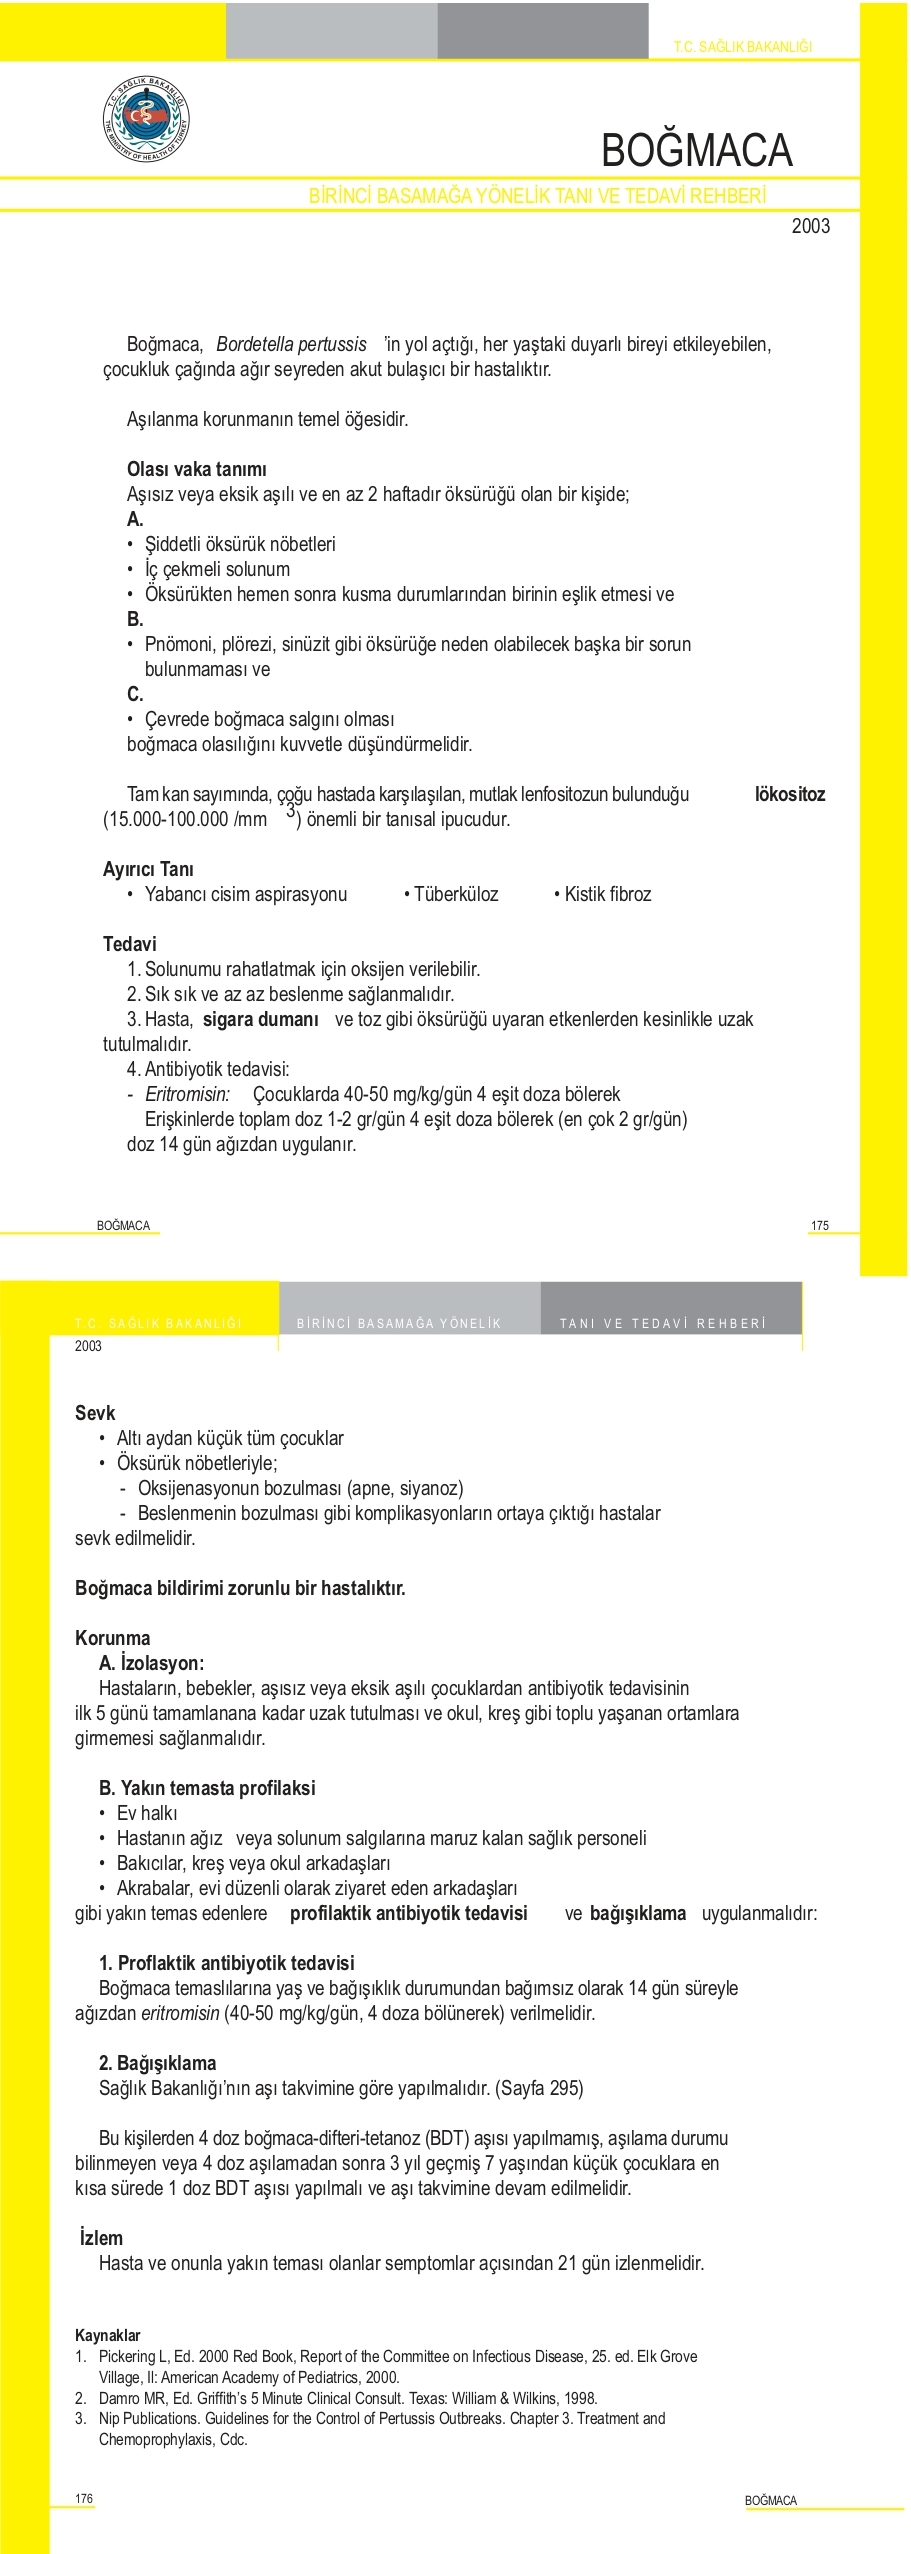 T.C. SAĞLIK BAKANLIĞI
T.C. SAĞLIK BAKANLIĞI
THE MINISTRY OF HEALTH OF TURKEY
BOĞMACA
BİRİNCİ BASAMAĞA YÖNELİK TANI VE TEDAVİ REHBERİ
2003
Boğmaca, Bordetella pertussis ’in yol açtığı, her yaştaki duyarlı bireyi etkileyebilen,
çocukluk çağında ağır seyreden akut bulaşıcı bir hastalıktır.
Aşılanma korunmanın temel öğesidir.
Olası vaka tanımı
Aşısız veya eksik aşılı ve en az 2 haftadır öksürüğü olan bir kişide;
A.
• Şiddetli öksürük nöbetleri
• İç çekmeli solunum
• Öksürükten hemen sonra kusma durumlarından birinin eşlik etmesi ve
B.
• Pnömoni, plörezi, sinüzit gibi öksürüğe neden olabilecek başka bir sorun
bulunmaması ve
C.
• Çevrede boğmaca salgını olması
boğmaca olasılığını kuvvetle düşündürmelidir.
Tam kan sayımında, çoğu hastada karşılaşılan, mutlak lenfositozun bulunduğu lökositoz
(15.000-100.000 /mm 3) önemli bir tanısal ipucudur.
Ayırıcı Tanı
• Yabancı cisim aspirasyonu • Tüberküloz • Kistik fibroz
Tedavi
1. Solunumu rahatlatmak için oksijen verilebilir.
2. Sık sık ve az az beslenme sağlanmalıdır.
3. Hasta, sigara dumanı ve toz gibi öksürüğü uyaran etkenlerden kesinlikle uzak
tutulmalıdır.
4. Antibiyotik tedavisi:
- Eritromisin: Çocuklarda 40-50 mg/kg/gün 4 eşit doza bölerek
Erişkinlerde toplam doz 1-2 gr/gün 4 eşit doza bölerek (en çok 2 gr/gün)
doz 14 gün ağızdan uygulanır.
BOĞMACA 175
T.C. SAĞLIK BAKANLIĞI BİRİNCİ BASAMAĞA YÖNELİK TANI VE TEDAVİ REHBERİ
2003
Sevk
• Altı aydan küçük tüm çocuklar
• Öksürük nöbetleriyle;
- Oksijenasyonun bozulması (apne, siyanoz)
- Beslenmenin bozulması gibi komplikasyonların ortaya çıktığı hastalar
sevk edilmelidir.
Boğmaca bildirimi zorunlu bir hastalıktır.
Korunma
A. İzolasyon:
Hastaların, bebekler, aşısız veya eksik aşılı çocuklardan antibiyotik tedavisinin
ilk 5 günü tamamlanana kadar uzak tutulması ve okul, kreş gibi toplu yaşanan ortamlara
girmemesi sağlanmalıdır.
B. Yakın temasta profilaksi
• Ev halkı
• Hastanın ağız veya solunum salgılarına maruz kalan sağlık personeli
• Bakıcılar, kreş veya okul arkadaşları
• Akrabalar, evi düzenli olarak ziyaret eden arkadaşları
gibi yakın temas edenlere profilaktik antibiyotik tedavisi ve bağışıklama uygulanmalıdır:
1. Proflaktik antibiyotik tedavisi
Boğmaca temaslılarına yaş ve bağışıklık durumundan bağımsız olarak 14 gün süreyle
ağızdan eritromisin (40-50 mg/kg/gün, 4 doza bölünerek) verilmelidir.
2. Bağışıklama
Sağlık Bakanlığı’nın aşı takvimine göre yapılmalıdır. (Sayfa 295)
Bu kişilerden 4 doz boğmaca-difteri-tetanoz (BDT) aşısı yapılmamış, aşılama durumu
bilinmeyen veya 4 doz aşılamadan sonra 3 yıl geçmiş 7 yaşından küçük çocuklara en
kısa sürede 1 doz BDT aşısı yapılmalı ve aşı takvimine devam edilmelidir.
İzlem
Hasta ve onunla yakın teması olanlar semptomlar açısından 21 gün izlenmelidir.
Kaynaklar
1. Pickering L, Ed. 2000 Red Book, Report of the Committee on Infectious Disease, 25. ed. Elk Grove
Village, Il: American Academy of Pediatrics, 2000.
2. Damro MR, Ed. Griffith’s 5 Minute Clinical Consult. Texas: William & Wilkins, 1998.
3. Nip Publications. Guidelines for the Control of Pertussis Outbreaks. Chapter 3. Treatment and
Chemoprophylaxis, Cdc.
176 BOĞMACA